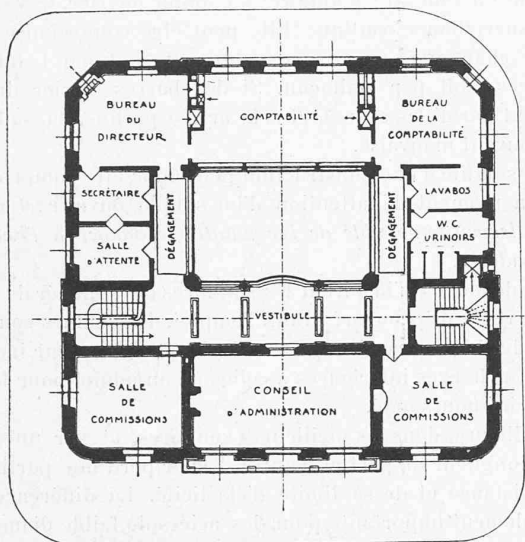 BUREAU
DU
DIRECTEUR
COMPTABILITÉ
BUREAU
DE LA
COMPTABILITÉ
SECRÉTAIRE
SALLE
D'ATTENTE
DÉGAGEMENT
DÉGAGEMENT
LAVABOS
W.C.
URINOIRS
VESTIBULE
SALLE
DE
COMMISSIONS
CONSEIL
D'ADMINISTRATION
SALLE
DE
COMMISSIONS